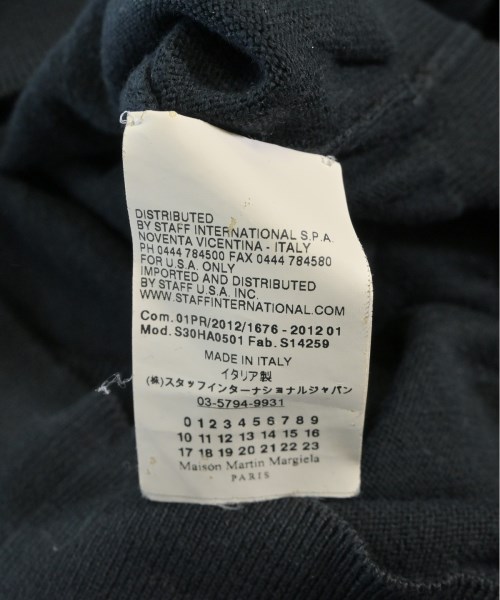 DISTRIBUTED
BY STAFF INTERNATIONAL S.P.A.
NOVENTA VICENTINA - ITALY
PH 0444 784500 FAX 0444 784580
FOR U.S.A. ONLY
IMPORTED AND DISTRIBUTED
BY STAFF U.S.A. INC.
WWW.STAFFINTERNATIONAL.COM
Com. 01PR/2012/1676 - 2012 01
Mod. S30HA0501 Fab. S14259
MADE IN ITALY
イタリア製
(株)スタッフインターナショナルジャパン
03-5794-9931
0 1 2 3 4 5 6 7 8 9
10 11 12 13 14 15 16
17 18 19 20 21 22 23
Maison Martin Margiela
PARIS